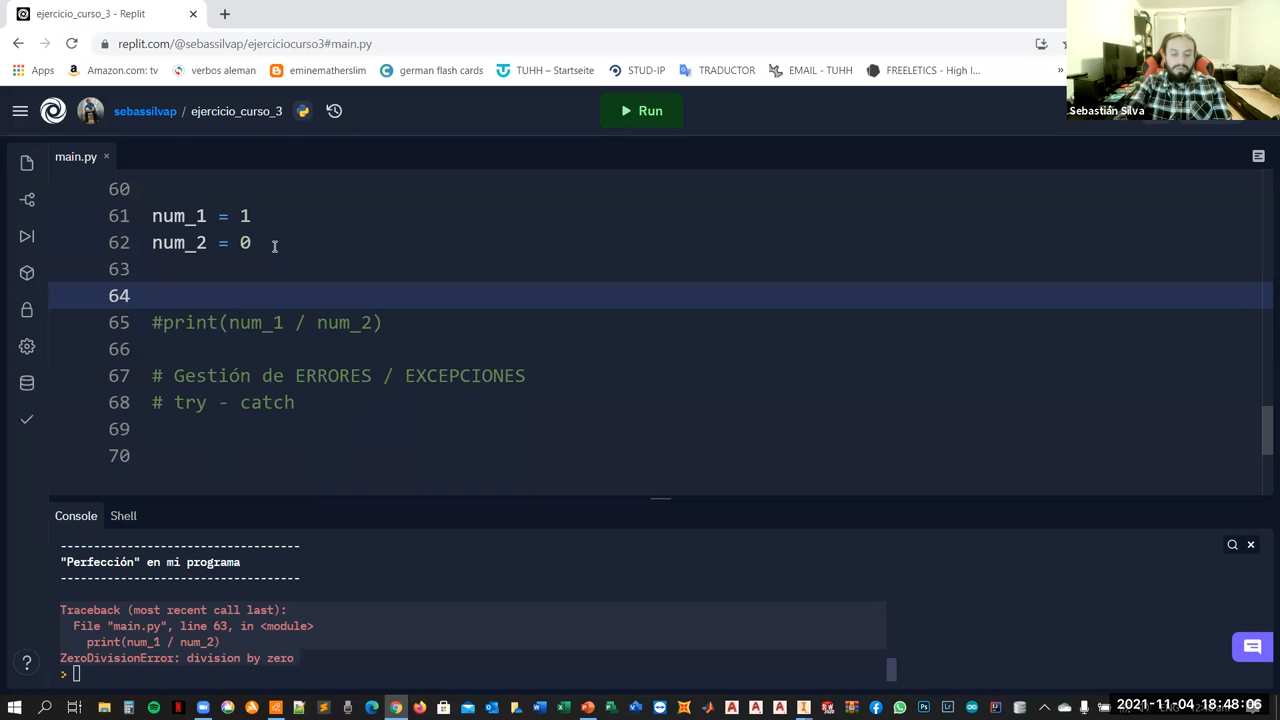 ejercicio_curso_3 - Replit
replit.com/@sebassilvap/ejerciciocurso3#main.py
Apps
Amazon.com: tv
verbos aleman
eminematherslim
german flash cards
TUHH – Startseite
STUD-IP
TRADUCTOR
EMAIL - TUHH
FREELETICS - High I...
»
Sebastián Silva
sebassilvap / ejercicio_curso_3
Run
main.py
60
61 num_1 = 1
62 num_2 = 0
63
64
65 #print(num_1 / num_2)
66
67 # Gestión de ERRORES / EXCEPCIONES
68 # try - catch
69
70
Console
Shell
------------------------------------
"Perfección" en mi programa
------------------------------------
Traceback (most recent call last):
File "main.py", line 63, in <module>
print(num_1 / num_2)
ZeroDivisionError: division by zero
>
2021-11-04 18:48:06